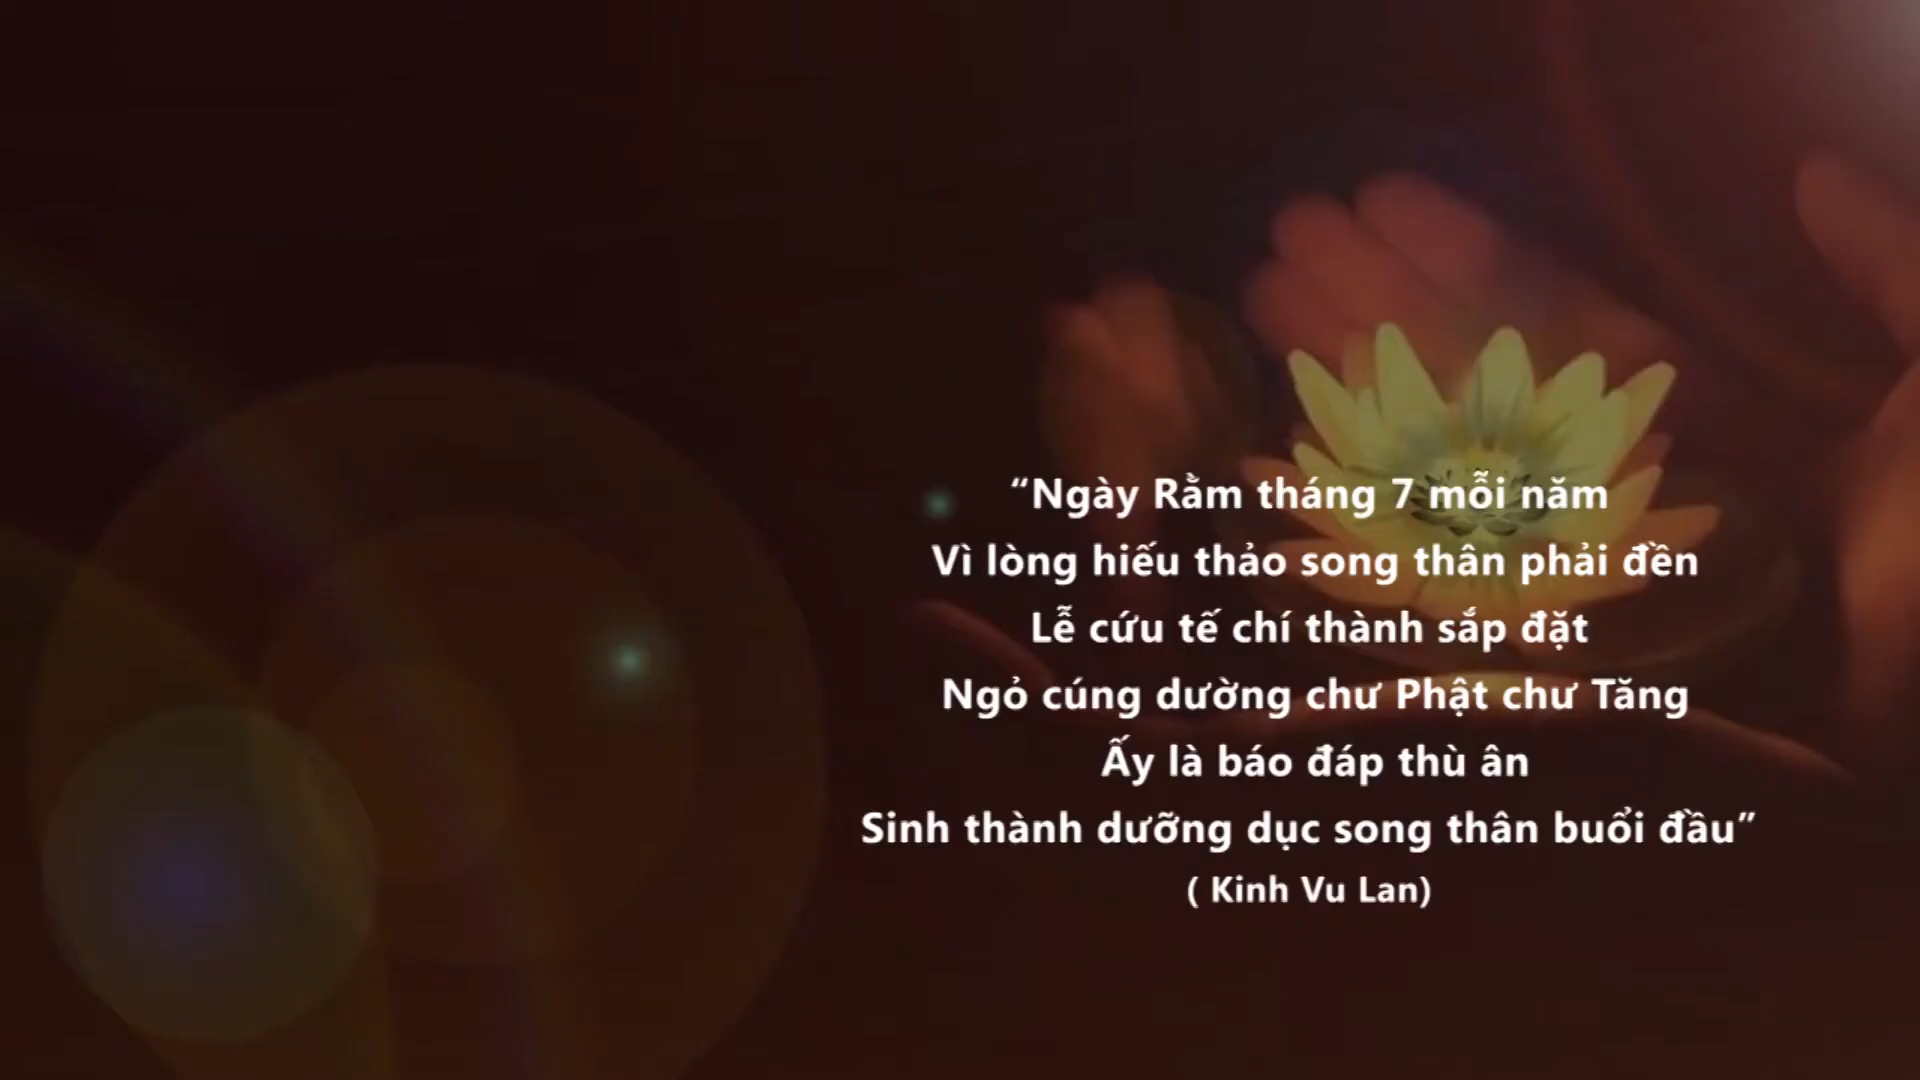 “Ngày Rằm tháng 7 mỗi năm
Vì lòng hiếu thảo song thân phải đền
Lễ cứu tế chí thành sắp đặt
Ngỏ cúng dường chư Phật chư Tăng
Ấy là báo đáp thù ân
Sinh thành dưỡng dục song thân buổi đầu”
( Kinh Vu Lan)